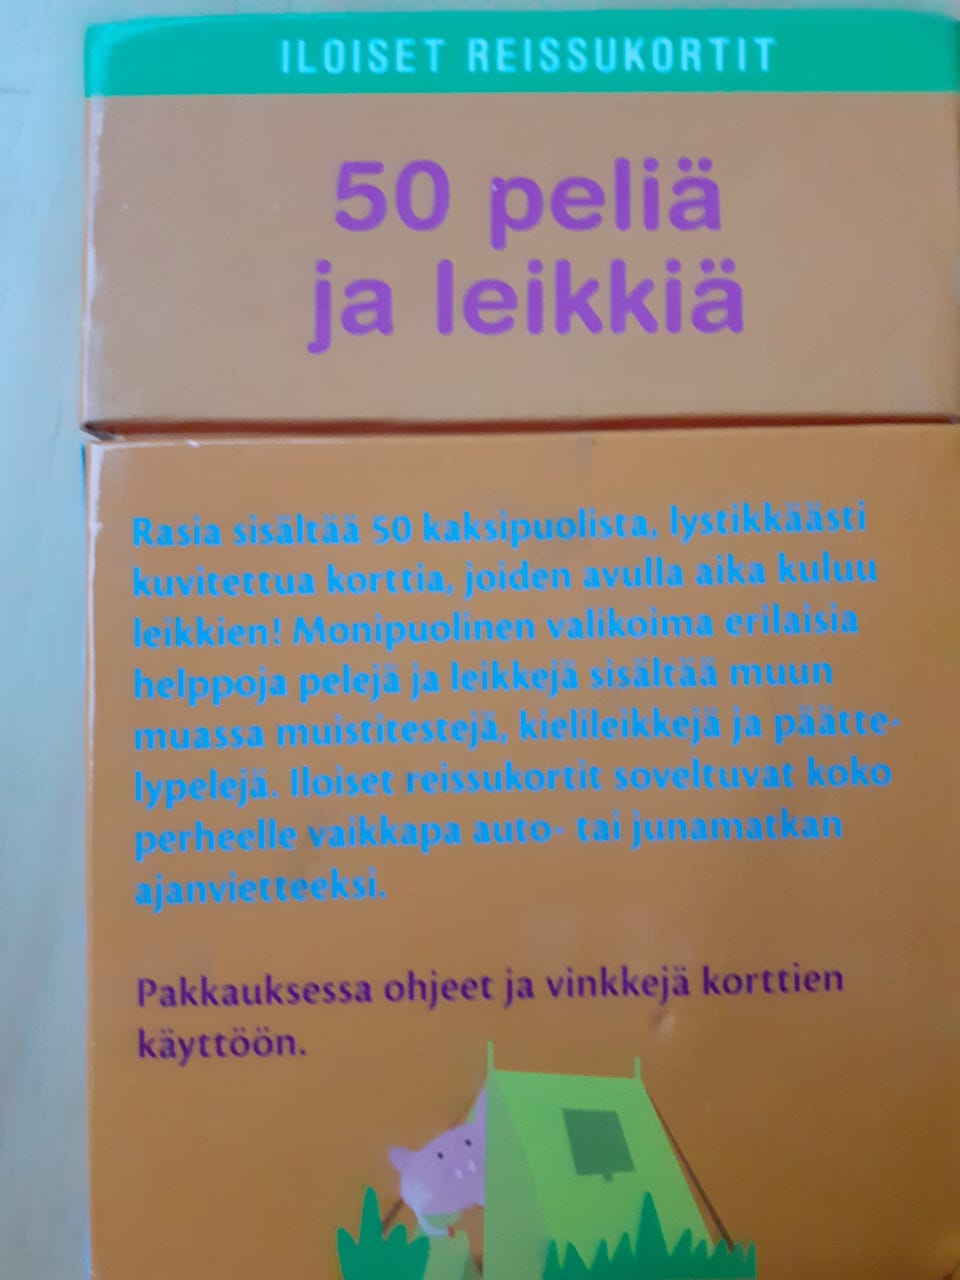 ILOISET REISSUKORTIT
50 peliä
ja leikkiä
Rasia sisältää 50 kaksipuolista, lystikkäästi
kuvitettua korttia, joiden avulla aika kuluu
leikkien! Monipuolinen valikoima erilaisia
helppoja pelejä ja leikkejä sisältää muun
muassa muistitestejä, kielileikkejä ja päätte-
lypelejä. Iloiset reissukortit soveltuvat koko
perheelle vaikkapa auto- tai junamatkan
ajanvietteeksi.
Pakkauksessa ohjeet ja vinkkejä korttien
käyttöön.